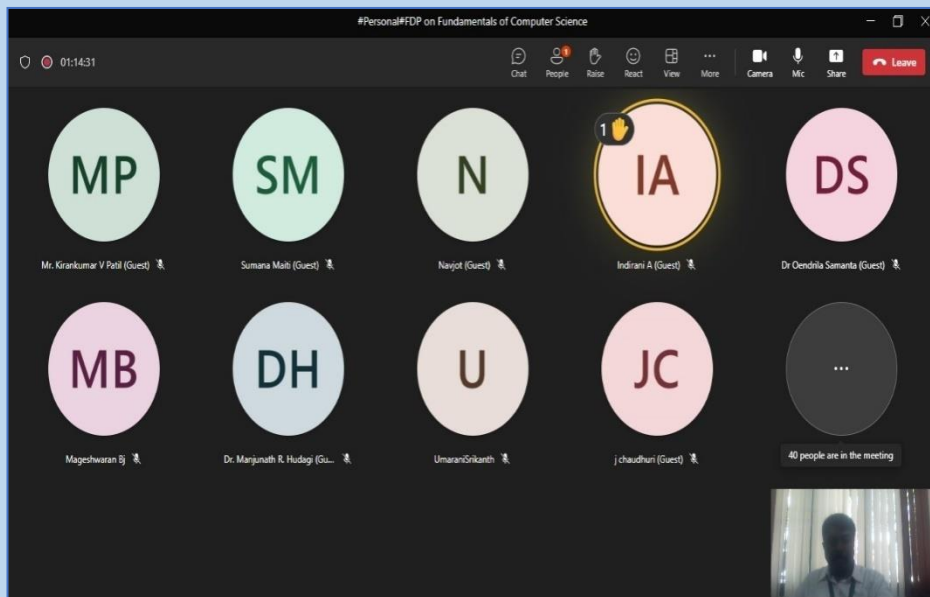 #Personal#FDP on Fundamentals of Computer Science
01:14:31
Chat
1
People
Raise
React
View
More
Camera
Mic
Share
Leave
MP
SM
N
1
IA
DS
Mr. Kirankumar V Patil (Guest)
Sumana Maiti (Guest)
Navjot (Guest)
Indirani A (Guest)
Dr Oendrila Samanta (Guest)
MB
DH
U
JC
...
Mageshwaran Bj
Dr. Manjunath R. Hudagi (Gu...
UmaraniSrikanth
j chaudhuri (Guest)
40 people are in the meeting